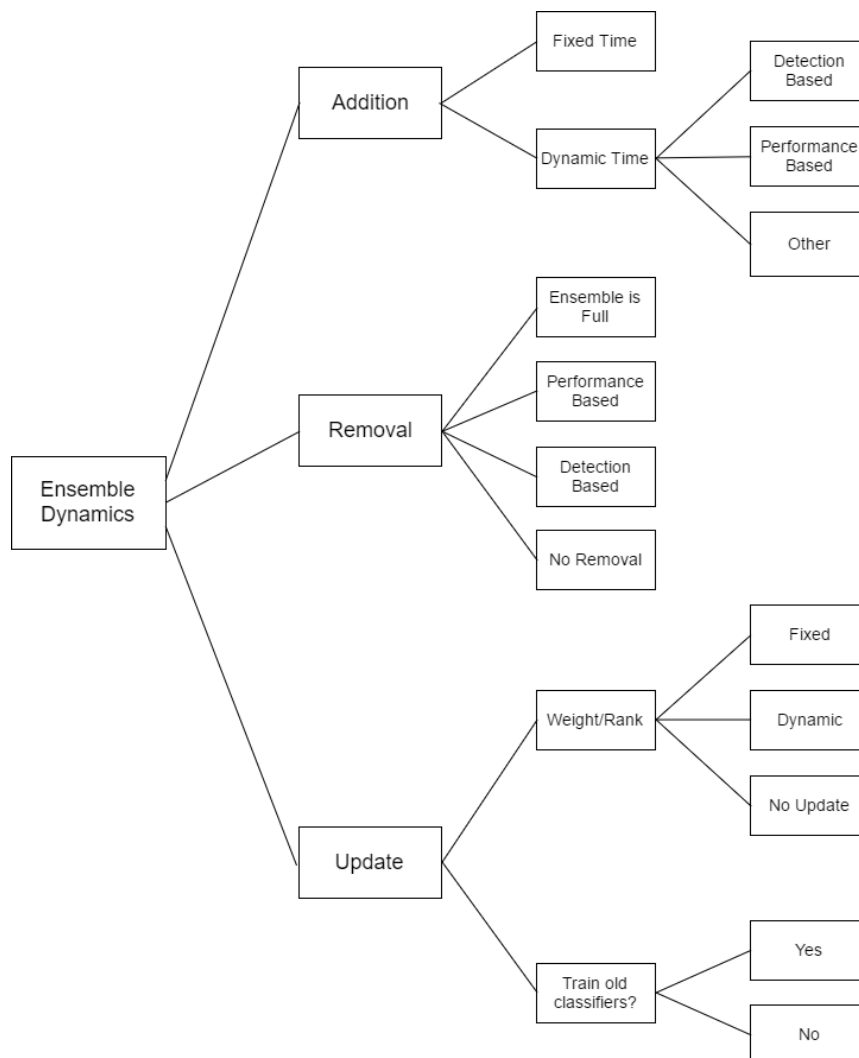 Ensemble
Dynamics
Addition
Fixed Time
Dynamic Time
Detection
Based
Performance
Based
Other
Removal
Ensemble is
Full
Performance
Based
Detection
Based
No Removal
Update
Weight/Rank
Fixed
Dynamic
No Update
Train old
classifiers?
Yes
No